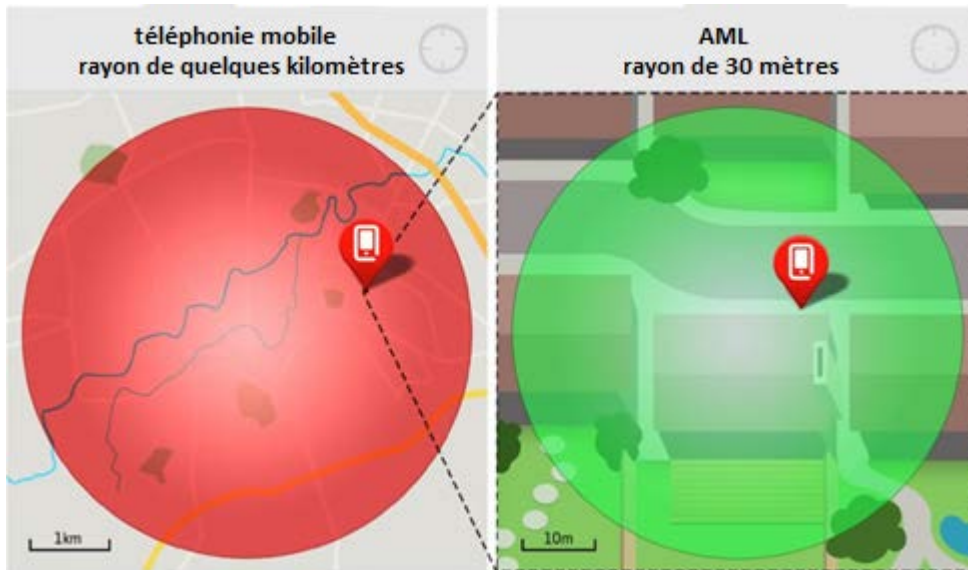 téléphonie mobile
rayon de quelques kilomètres
AML
rayon de 30 mètres
1km
10m